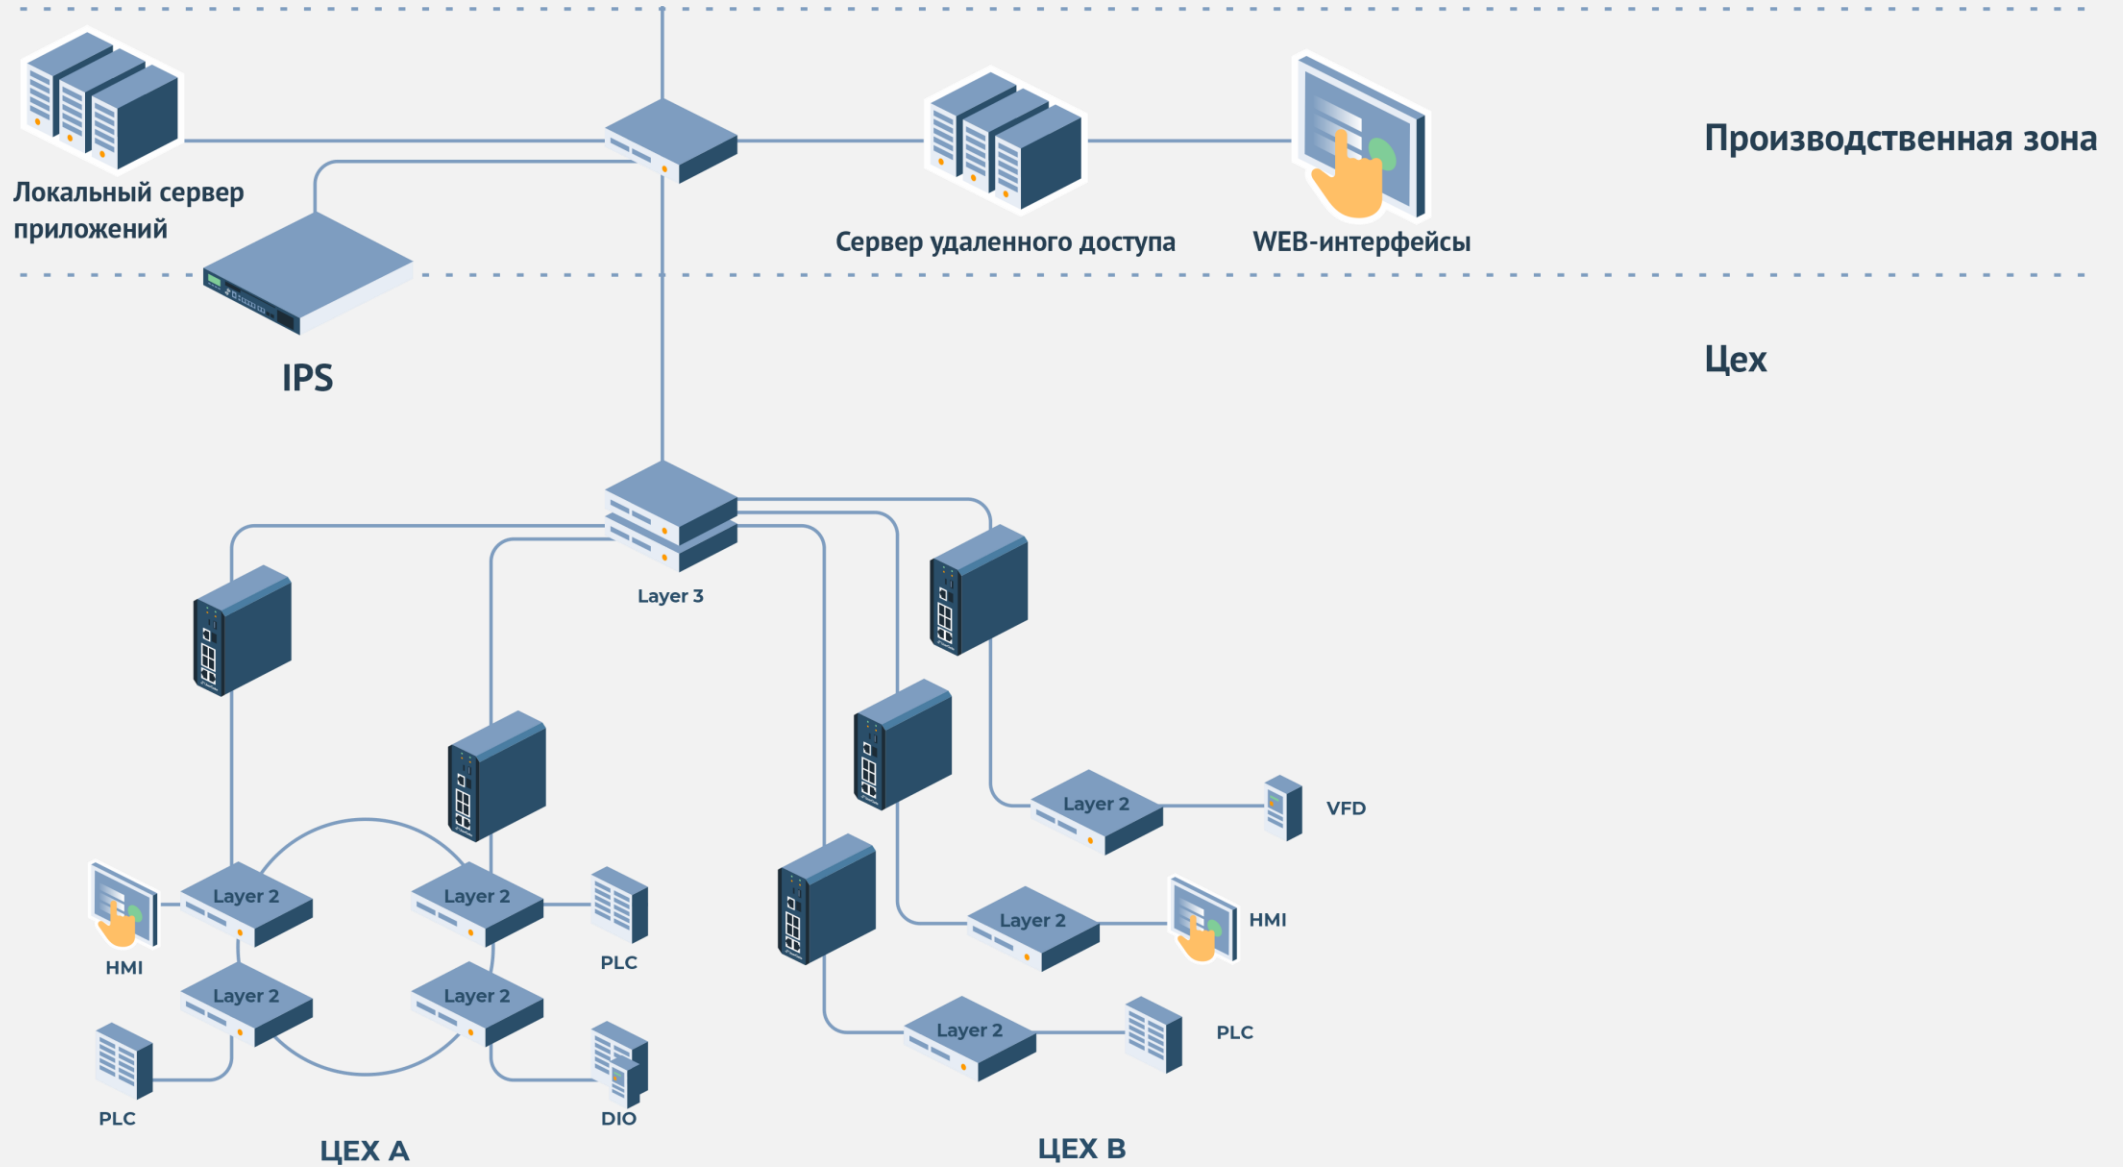 Производственная зона
Локальный сервер
приложений
Сервер удаленного доступа
WEB-интерфейсы
IPS
Цех
Layer 3
Layer 2
VFD
Layer 2
Layer 2
HMI
PLC
Layer 2
HMI
Layer 2
Layer 2
Layer 2
PLC
PLC
DIO
ЦЕХ A
ЦЕХ B